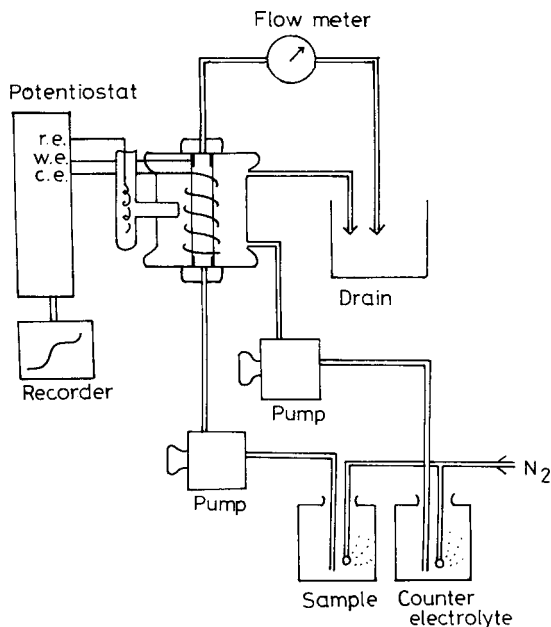 Flow meter
Potentiostat
r.e.
w.e.
c.e.
Drain
Recorder
Pump
Pump
N2
Sample
Counter
electrolyte